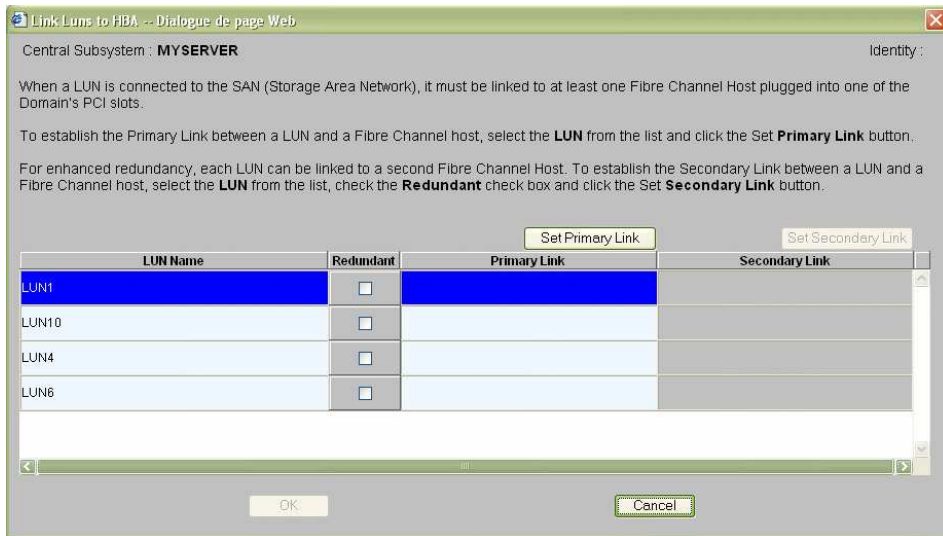 Link Luns to HBA -- Dialogue de page Web
Central Subsystem : MYSERVER Identity :
When a LUN is connected to the SAN (Storage Area Network), it must be linked to at least one Fibre Channel Host plugged into one of the
Domain's PCI slots.
To establish the Primary Link between a LUN and a Fibre Channel host, select the LUN from the list and click the Set Primary Link button.
For enhanced redundancy, each LUN can be linked to a second Fibre Channel Host. To establish the Secondary Link between a LUN and a
Fibre Channel host, select the LUN from the list, check the Redundant check box and click the Set Secondary Link button.
Set Primary Link Set Secondary Link
LUN Name Redundant Primary Link Secondary Link
LUN1
LUN10
LUN4
LUN6
OK Cancel